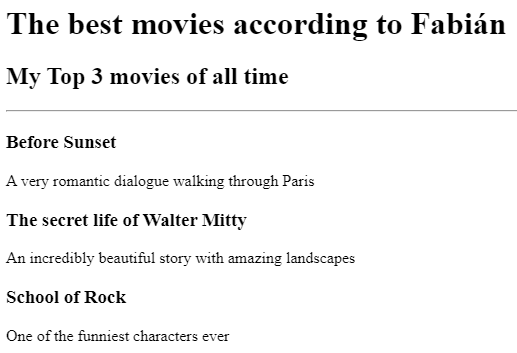 The best movies according to Fabián
My Top 3 movies of all time
Before Sunset
A very romantic dialogue walking through Paris
The secret life of Walter Mitty
An incredibly beautiful story with amazing landscapes
School of Rock
One of the funniest characters ever